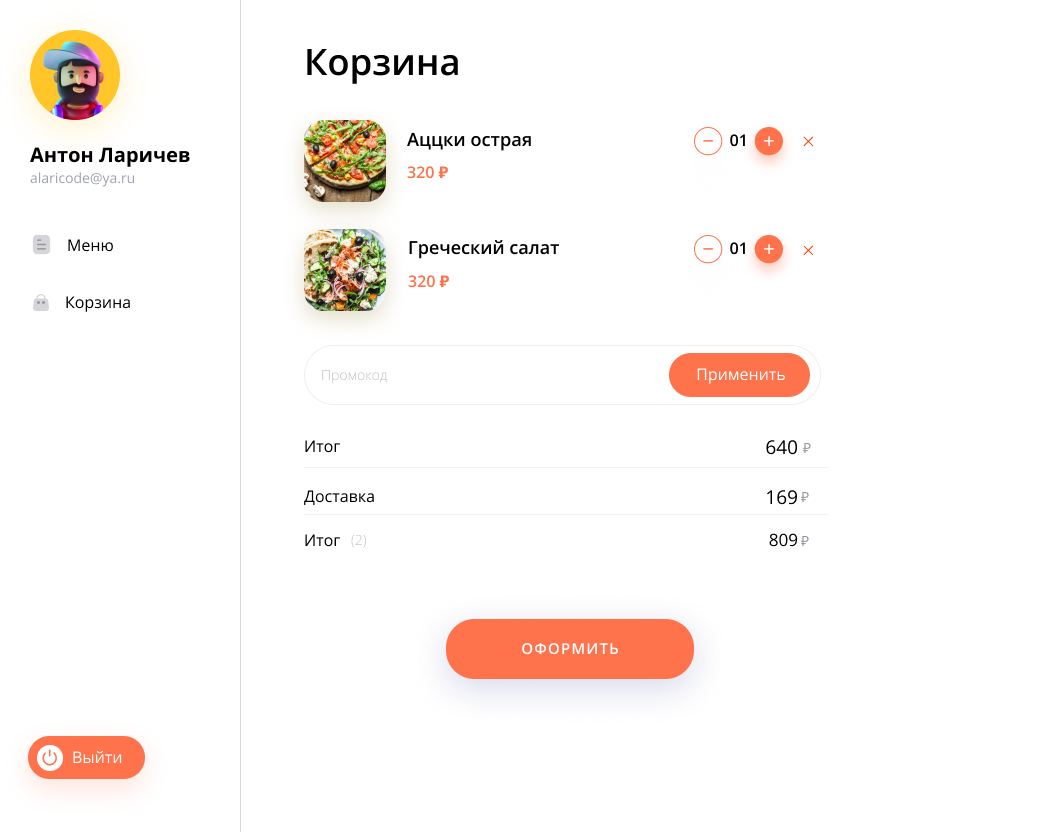 Антон Ларичев
alaricode@ya.ru
Меню
Корзина
Выйти
Корзина
Аццки острая
320 ₽
01
Греческий салат
320 ₽
01
Промокод
Применить
Итог 640 ₽
Доставка 169 ₽
Итог (2) 809 ₽
ОФОРМИТЬ